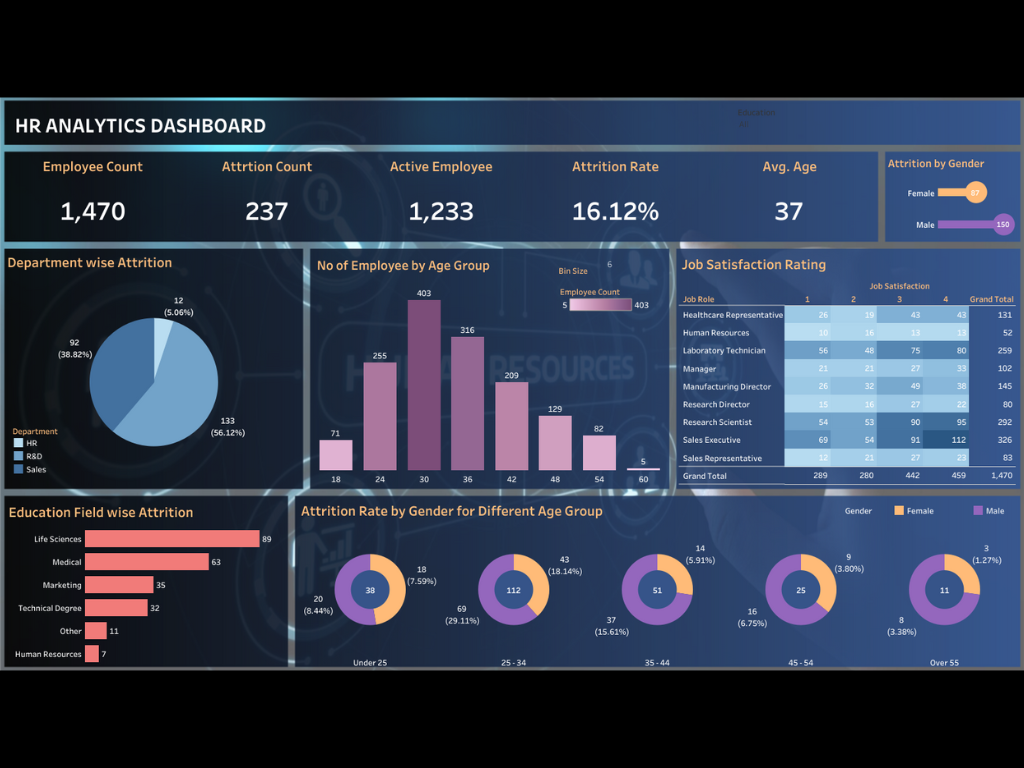 HR ANALYTICS DASHBOARD
Education
Employee Count
Attrtion Count
Active Employee
Attrition Rate
Avg. Age
1,470
237
1,233
16.12%
37
Attrition by Gender
Female 87
Male 150
Department wise Attrition
12
(5.06%)
92
(38.82%)
133
(56.12%)
Department
HR
R&D
Sales
No of Employee by Age Group
Bin Size 6
Employee Count
5 403
71
255
403
316
209
129
82
5
18 24 30 36 42 48 54 60
HUMAN RESOURCES
Job Satisfaction Rating
Job Satisfaction
Job Role 1 2 3 4 Grand Total
Healthcare Representative 26 19 43 43 131
Human Resources 10 16 13 13 52
Laboratory Technician 56 48 75 80 259
Manager 21 21 27 33 102
Manufacturing Director 26 32 49 38 145
Research Director 15 16 27 22 80
Research Scientist 54 53 90 95 292
Sales Executive 69 54 91 112 326
Sales Representative 12 21 27 23 83
Grand Total 289 280 442 459 1,470
Education Field wise Attrition
Life Sciences 89
Medical 63
Marketing 35
Technical Degree 32
Other 11
Human Resources 7
Attrition Rate by Gender for Different Age Group
Gender Female Male
38
18
(7.59%)
20
(8.44%)
Under 25
112
43
(18.14%)
69
(29.11%)
25 - 34
51
14
(5.91%)
37
(15.61%)
35 - 44
25
9
(3.80%)
16
(6.75%)
45 - 54
11
3
(1.27%)
8
(3.38%)
Over 55